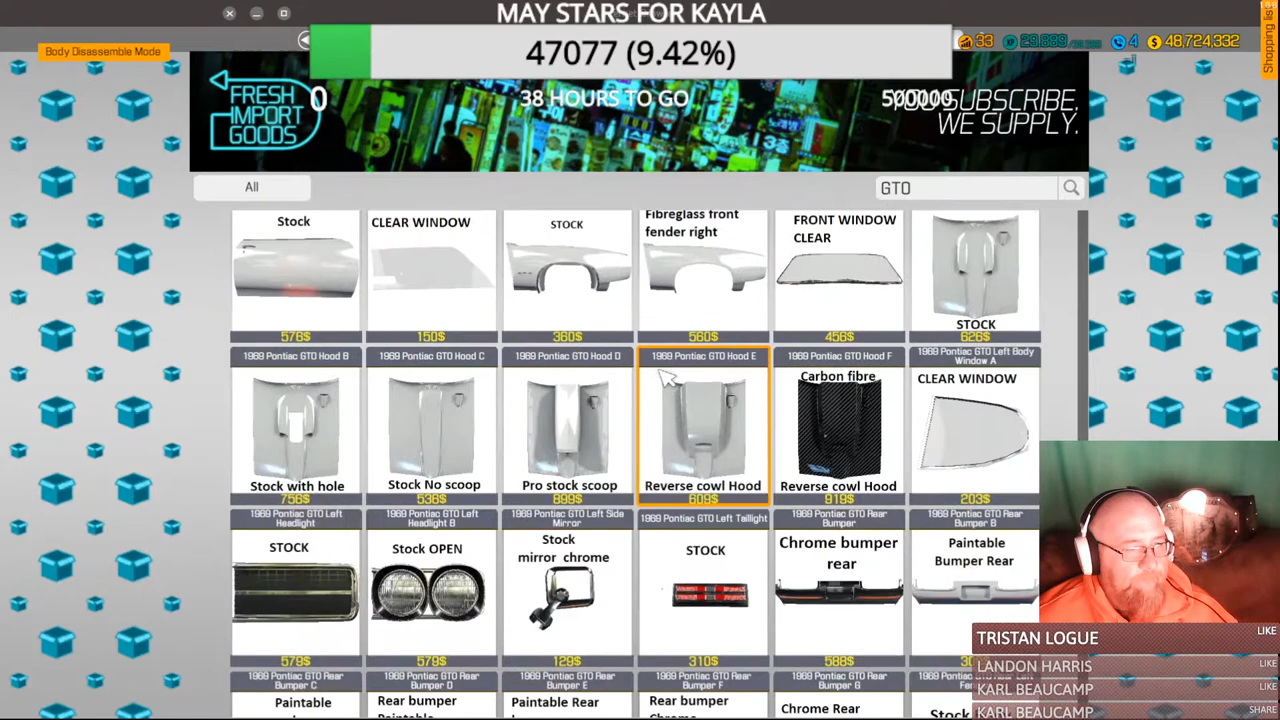 MAY STARS FOR KAYLA
47077 (9.42%)
0
38 HOURS TO GO
500000
Body Disassemble Mode
33
4
48,724,332
Shopping list
FRESH
IMPORT
GOODS
YOU SUBSCRIBE,
WE SUPPLY.
All
GTO
Stock
576$
CLEAR WINDOW
150$
STOCK
360$
Fibreglass front
fender right
560$
FRONT WINDOW
CLEAR
456$
STOCK
626$
1969 Pontiac GTO Hood B
Stock with hole
756$
1969 Pontiac GTO Hood C
Stock No scoop
536$
1969 Pontiac GTO Hood D
Pro stock scoop
899$
1969 Pontiac GTO Hood E
Reverse cowl Hood
609$
1969 Pontiac GTO Hood F
Carbon fibre
Reverse cowl Hood
919$
1969 Pontiac GTO Left Body
Window A
CLEAR WINDOW
203$
1969 Pontiac GTO Left
Headlight
STOCK
579$
1969 Pontiac GTO Left
Headlight B
Stock OPEN
579$
1969 Pontiac GTO Left Side
Mirror
Stock
mirror chrome
129$
1969 Pontiac GTO Left Taillight
STOCK
310$
1969 Pontiac GTO Rear
Bumper
Chrome bumper
rear
588$
1969 Pontiac GTO Rear
Bumper B
Paintable
Bumper Rear
1969 Pontiac GTO Rear
Bumper C
Paintable
1969 Pontiac GTO Rear
Bumper D
Rear bumper
1969 Pontiac GTO Rear
Bumper E
Paintable Rear
1969 Pontiac GTO Rear
Bumper F
Rear bumper
1969 Pontiac GTO Rear
Bumper G
Chrome Rear
TRISTAN LOGUE
LIKE
LANDON HARRIS
LIKE
KARL BEAUCAMP
LIKE
KARL BEAUCAMP
SHARE